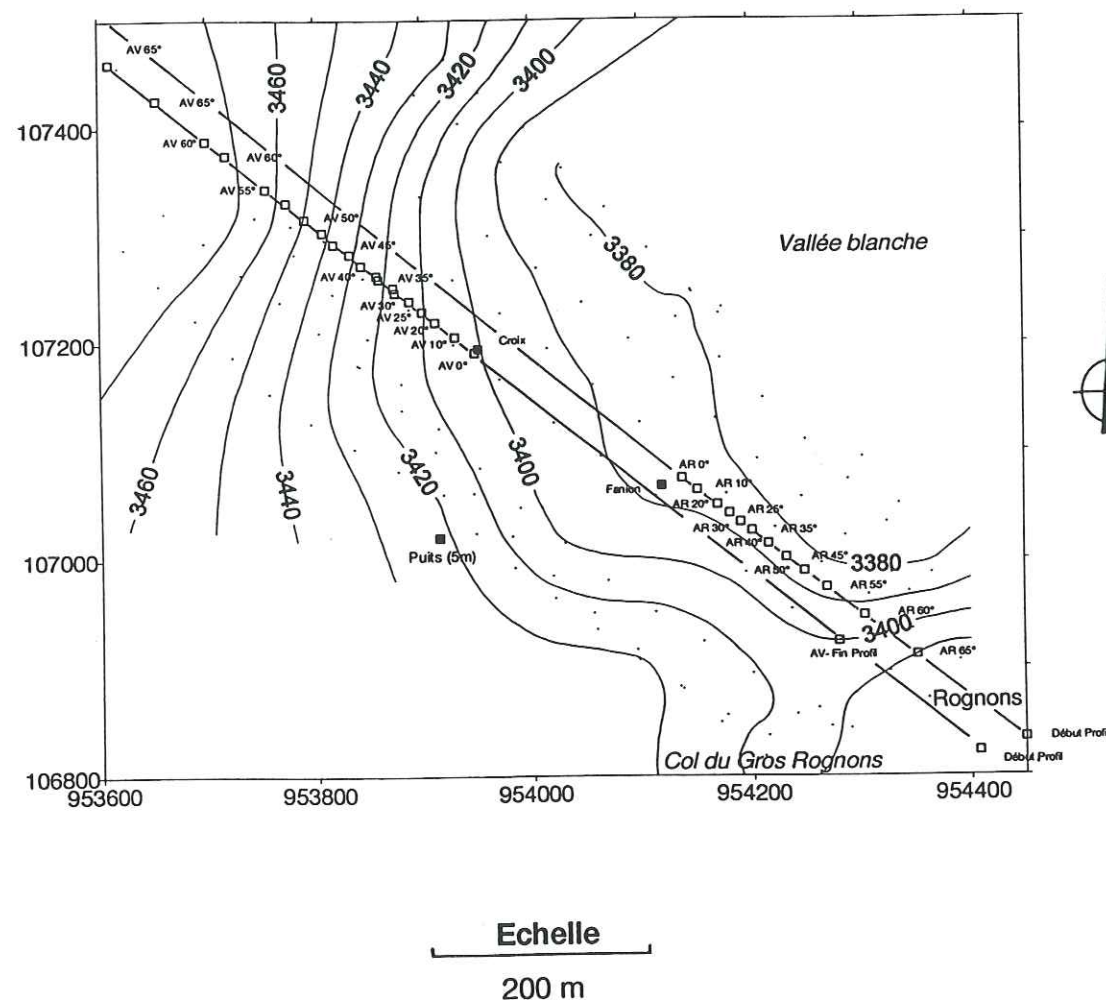 AV 65°
3460
3440
3420
3400
AV 65°
107400
AV 60°
AV 60°
AV 55°
AV 50°
AV 45°
AV 40°
AV 35°
AV 30°
AV 25°
AV 20°
AV 10°
AV 0°
Croix
3380
Vallée blanche
107200
3460
3440
3420
3400
AR 0°
Fanion
AR 10°
AR 20°
AR 25°
AR 30°
AR 35°
AR 40°
AR 45°
AR 50°
3380
AR 55°
Puits (5m)
107000
AR 60°
3400
AV- Fin Profil
AR 65°
Rognons
Début Profil
Début Profil
Col du Gros Rognons
106800
953600
953800
954000
954200
954400
Echelle
200 m